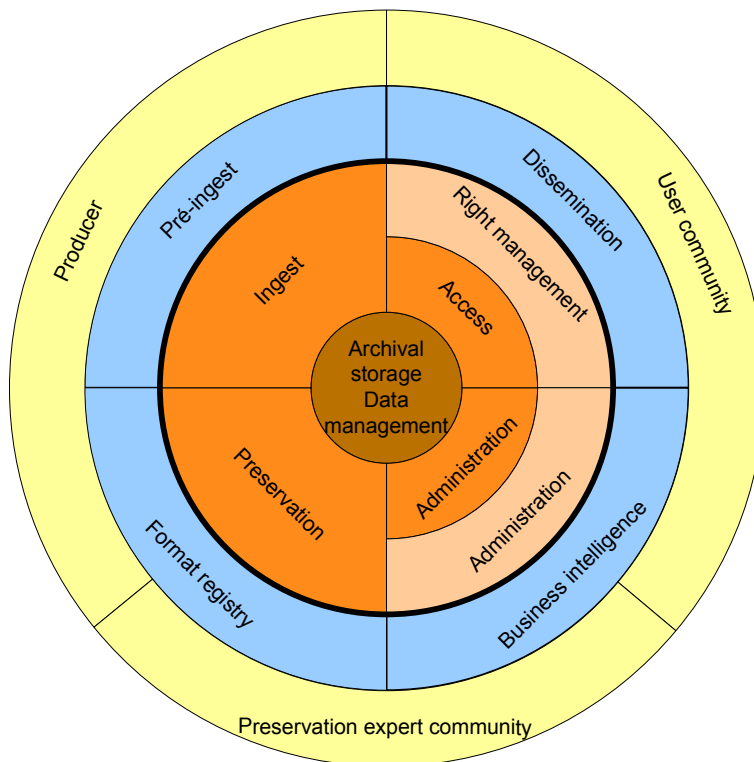 Producer
Pré-ingest
Ingest
Dissemination
Right management
User community
Access
Archival
storage
Data
management
Preservation
Administration
Administration
Format registry
Business intelligence
Preservation expert community